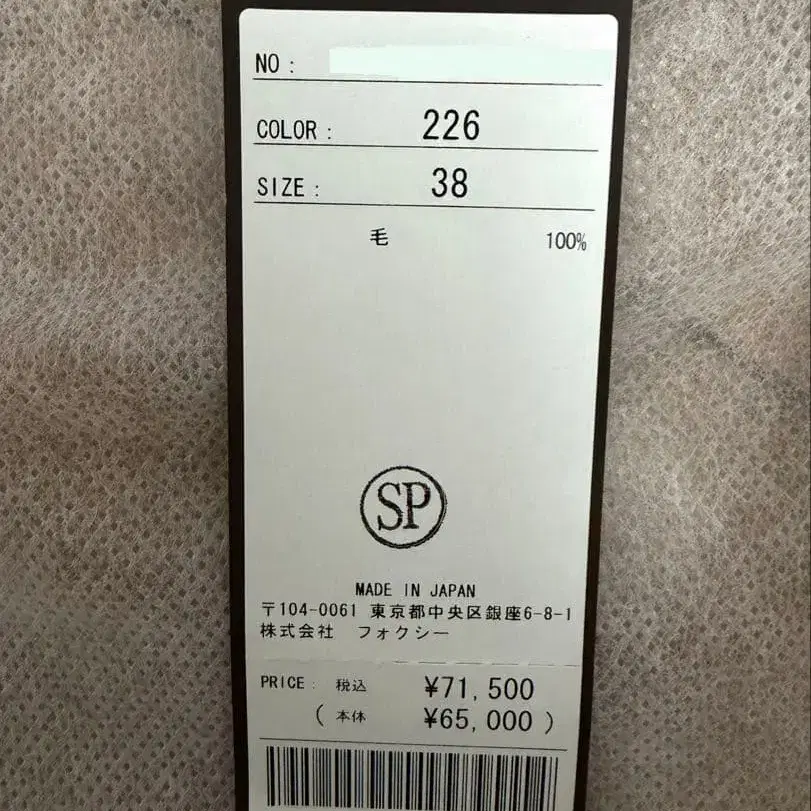 NO :
COLOR : 226
SIZE : 38
毛 100%
SP
MADE IN JAPAN
〒104-0061 東京都中央区銀座6-8-1
株式会社 フォクシー
PRICE : 税込 ¥71,500
( 本体 ¥65,000 )